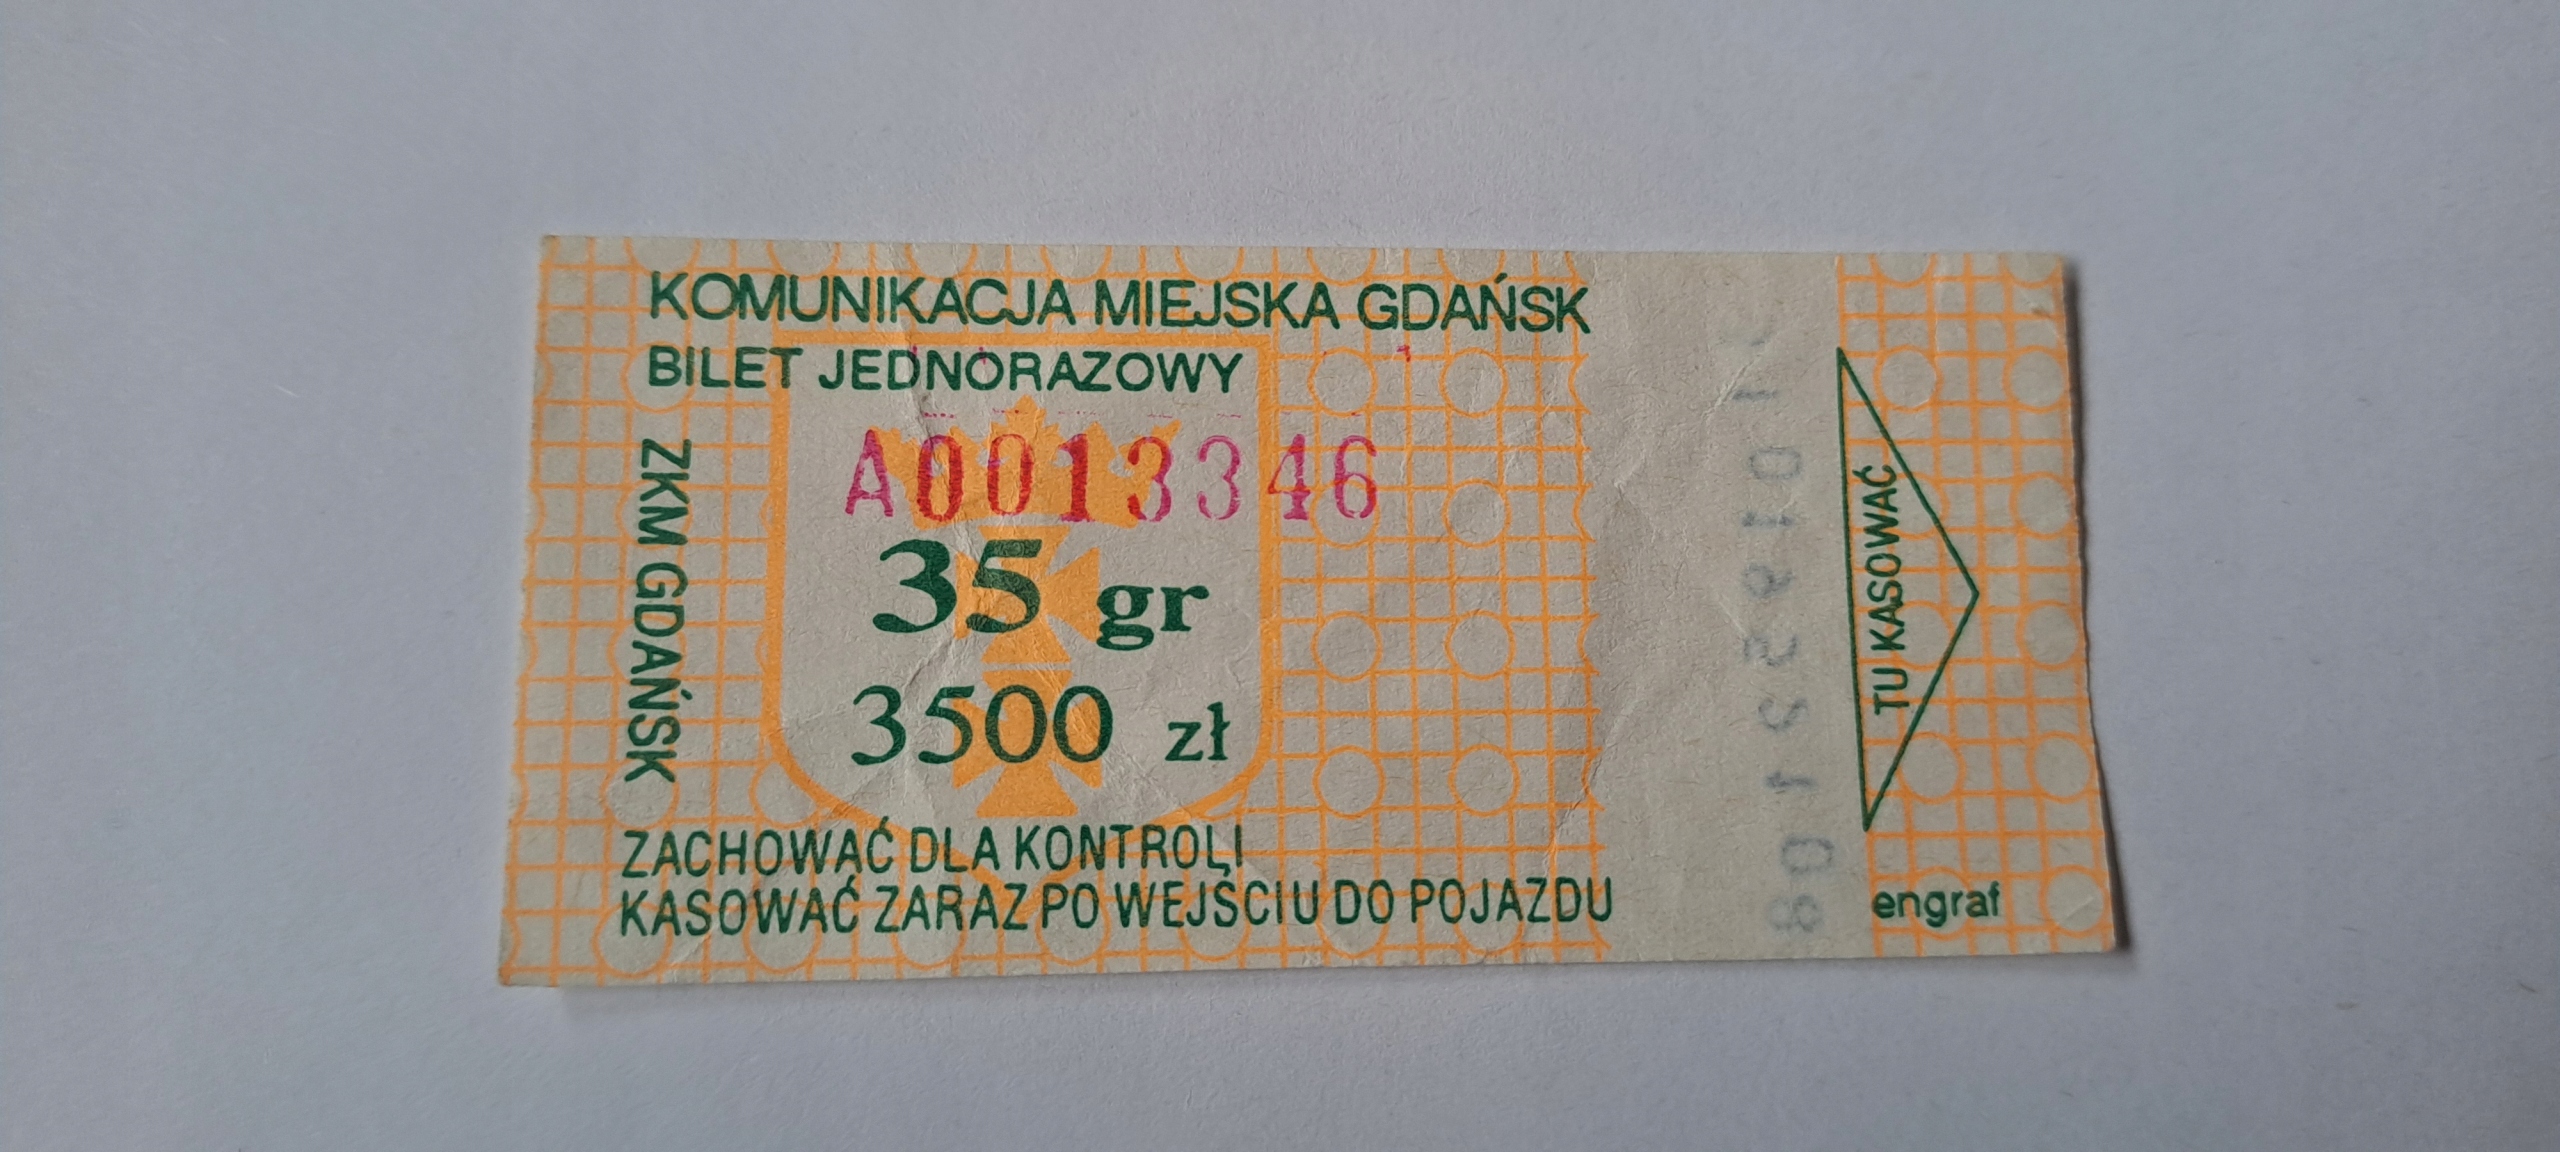 KOMUNIKACJA MIEJSKA GDAŃSK
BILET JEDNORAZOWY
ZKM GDAŃSK
A0013346
35 gr
3500 zł
ZACHOWAĆ DLA KONTROLI
KASOWAĆ ZARAZ PO WEJŚCIU DO POJAZDU
TU KASOWAĆ
engraf